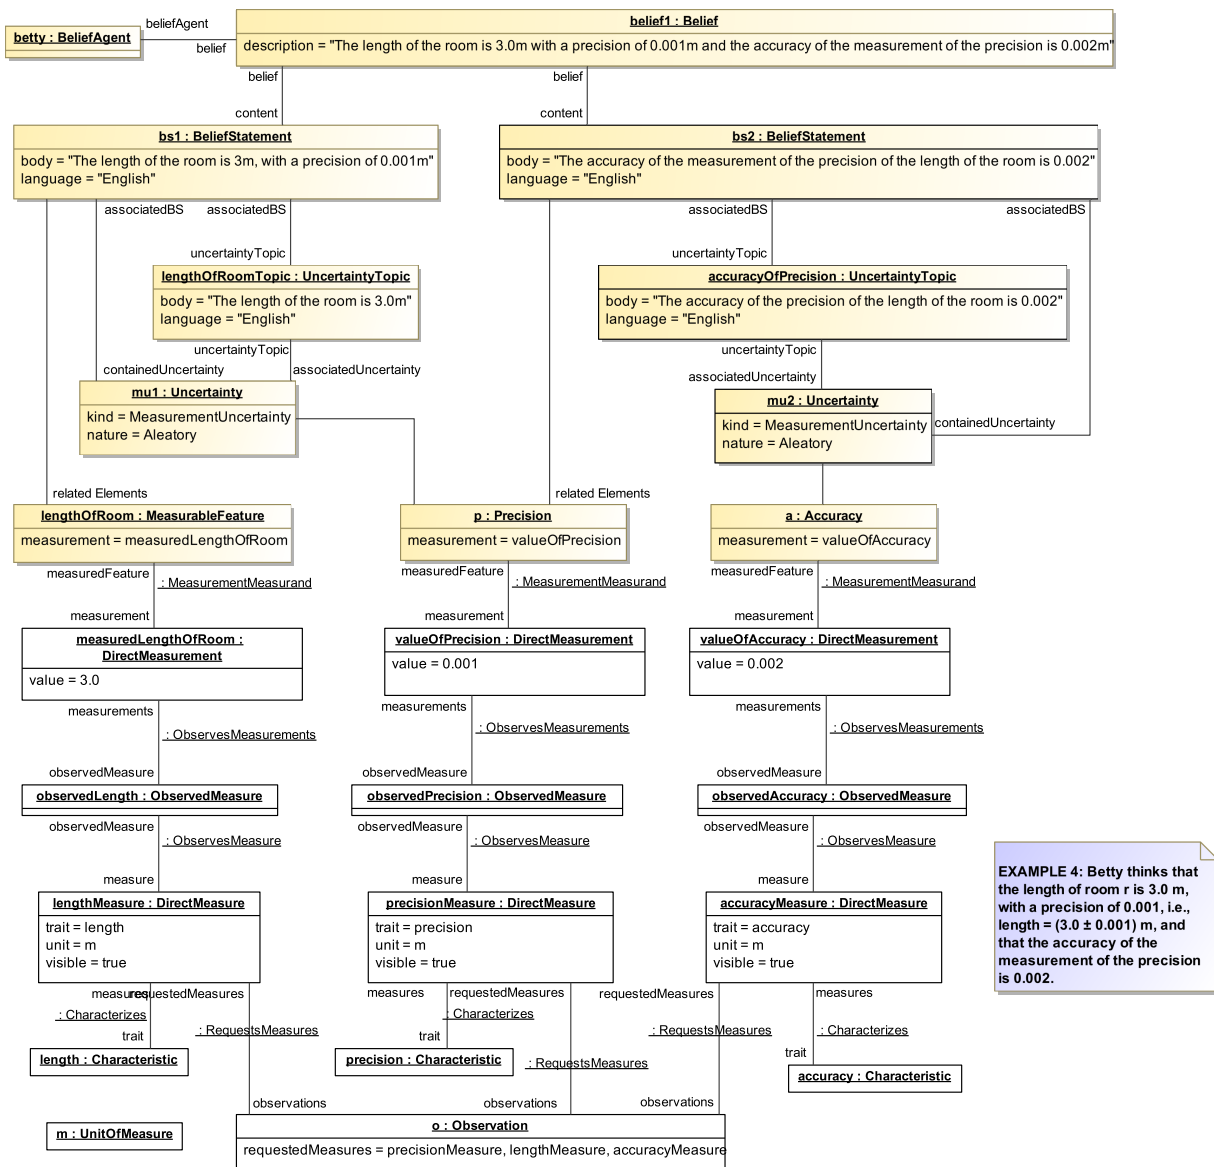 betty : BeliefAgent
beliefAgent
belief
belief1 : Belief
description = "The length of the room is 3.0m with a precision of 0.001m and the accuracy of the measurement of the precision is 0.002m"
belief
belief
content
content
bs1 : BeliefStatement
body = "The length of the room is 3m, with a precision of 0.001m"
language = "English"
bs2 : BeliefStatement
body = "The accuracy of the measurement of the precision of the length of the room is 0.002"
language = "English"
associatedBS
associatedBS
associatedBS
associatedBS
uncertaintyTopic
uncertaintyTopic
lengthOfRoomTopic : UncertaintyTopic
body = "The length of the room is 3.0m"
language = "English"
accuracyOfPrecision : UncertaintyTopic
body = "The accuracy of the precision of the length of the room is 0.002"
language = "English"
uncertaintyTopic
uncertaintyTopic
containedUncertainty
associatedUncertainty
associatedUncertainty
mu1 : Uncertainty
kind = MeasurementUncertainty
nature = Aleatory
mu2 : Uncertainty
kind = MeasurementUncertainty
nature = Aleatory
containedUncertainty
related Elements
related Elements
lengthOfRoom : MeasurableFeature
measurement = measuredLengthOfRoom
p : Precision
measurement = valueOfPrecision
a : Accuracy
measurement = valueOfAccuracy
measuredFeature
: MeasurementMeasurand
measuredFeature
: MeasurementMeasurand
measuredFeature
: MeasurementMeasurand
measurement
measurement
measurement
measuredLengthOfRoom :
DirectMeasurement
value = 3.0
valueOfPrecision : DirectMeasurement
value = 0.001
valueOfAccuracy : DirectMeasurement
value = 0.002
measurements
measurements
measurements
: ObservesMeasurements
: ObservesMeasurements
: ObservesMeasurements
observedMeasure
observedMeasure
observedMeasure
observedLength : ObservedMeasure
observedPrecision : ObservedMeasure
observedAccuracy : ObservedMeasure
observedMeasure
observedMeasure
observedMeasure
: ObservesMeasure
: ObservesMeasure
: ObservesMeasure
measure
measure
measure
lengthMeasure : DirectMeasure
trait = length
unit = m
visible = true
precisionMeasure : DirectMeasure
trait = precision
unit = m
visible = true
accuracyMeasure : DirectMeasure
trait = accuracy
unit = m
visible = true
EXAMPLE 4: Betty thinks that
the length of room r is 3.0 m,
with a precision of 0.001, i.e.,
length = (3.0 ± 0.001) m, and
that the accuracy of the
measurement of the precision
is 0.002.
measures
requestedMeasures
measures
requestedMeasures
requestedMeasures
measures
: Characterizes
: RequestsMeasures
: Characterizes
: RequestsMeasures
: RequestsMeasures
: Characterizes
trait
trait
trait
length : Characteristic
precision : Characteristic
accuracy : Characteristic
observations
observations
observations
m : UnitOfMeasure
o : Observation
requestedMeasures = precisionMeasure, lengthMeasure, accuracyMeasure